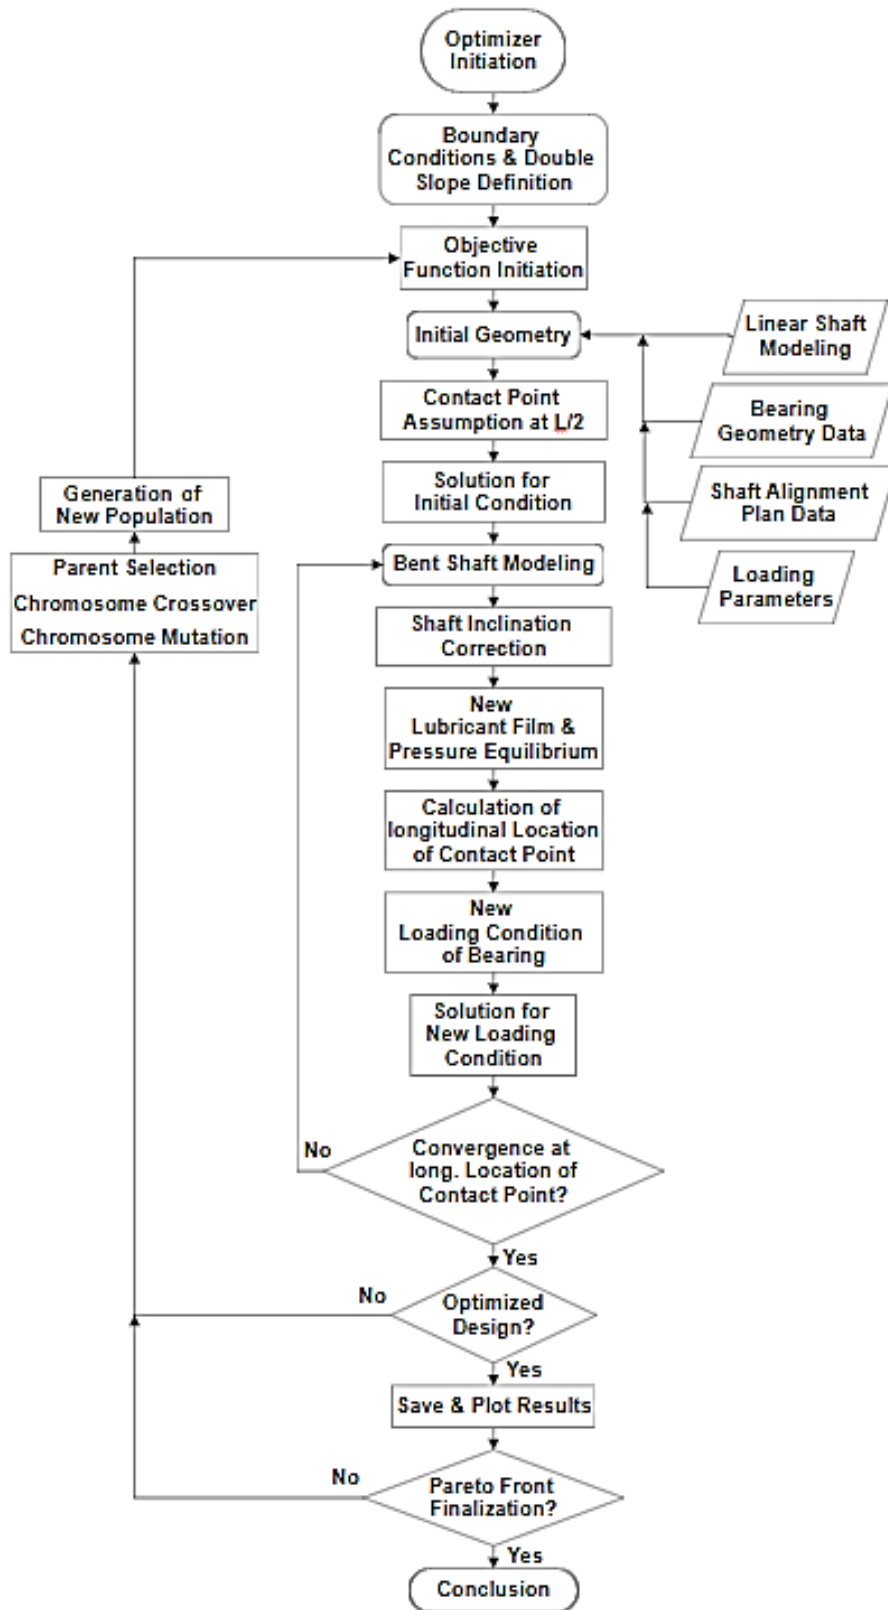 Optimizer
Initiation
Boundary
Conditions & Double
Slope Definition
Objective
Function Initiation
Initial Geometry
Linear Shaft
Modeling
Contact Point
Assumption at L/2
Bearing
Geometry Data
Solution for
Initial Condition
Shaft Alignment
Plan Data
Generation of
New Population
Bent Shaft Modeling
Loading
Parameters
Parent Selection
Chromosome Crossover
Chromosome Mutation
Shaft Inclination
Correction
New
Lubricant Film &
Pressure Equilibrium
Calculation of
longitudinal Location
of Contact Point
New
Loading Condition
of Bearing
Solution for
New Loading
Condition
No
Convergence at
long. Location of
Contact Point?
Yes
No
Optimized
Design?
Yes
Save & Plot Results
No
Pareto Front
Finalization?
Yes
Conclusion